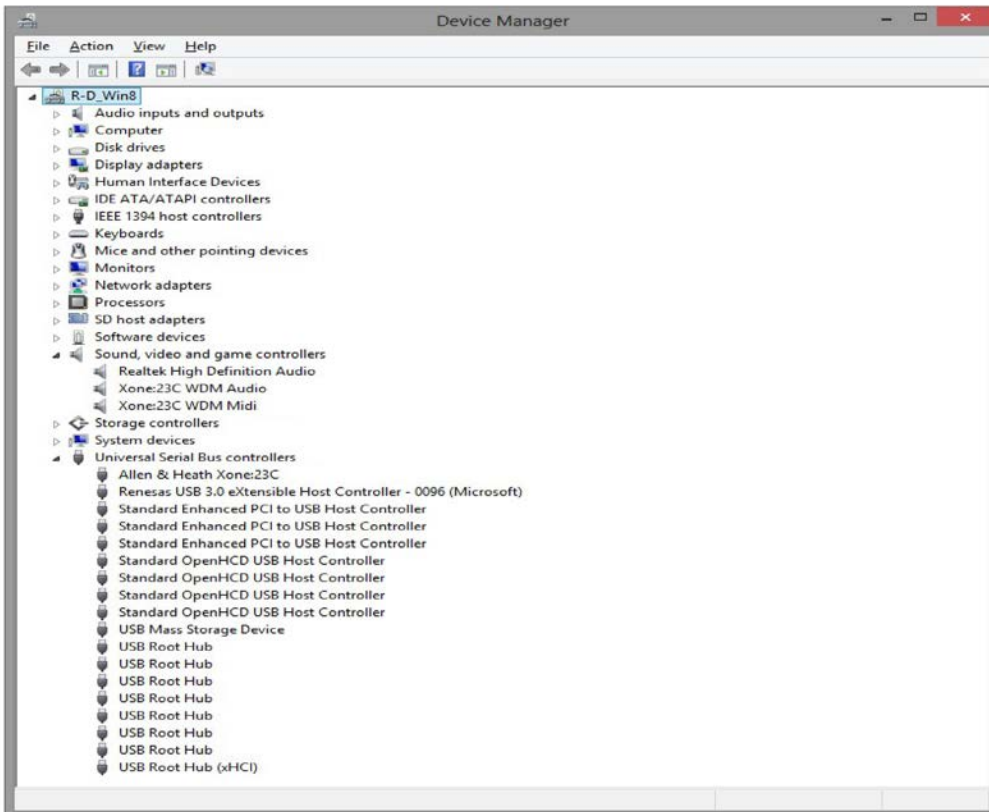 Device Manager
File Action View Help
R-D_Win8
Audio inputs and outputs
Computer
Disk drives
Display adapters
Human Interface Devices
IDE ATA/ATAPI controllers
IEEE 1394 host controllers
Keyboards
Mice and other pointing devices
Monitors
Network adapters
Processors
SD host adapters
Software devices
Sound, video and game controllers
Realtek High Definition Audio
Xone:23C WDM Audio
Xone:23C WDM Midi
Storage controllers
System devices
Universal Serial Bus controllers
Allen & Heath Xone:23C
Renesas USB 3.0 eXtensible Host Controller - 0096 (Microsoft)
Standard Enhanced PCI to USB Host Controller
Standard Enhanced PCI to USB Host Controller
Standard Enhanced PCI to USB Host Controller
Standard OpenHCD USB Host Controller
Standard OpenHCD USB Host Controller
Standard OpenHCD USB Host Controller
Standard OpenHCD USB Host Controller
USB Mass Storage Device
USB Root Hub
USB Root Hub
USB Root Hub
USB Root Hub
USB Root Hub
USB Root Hub
USB Root Hub
USB Root Hub (xHCI)